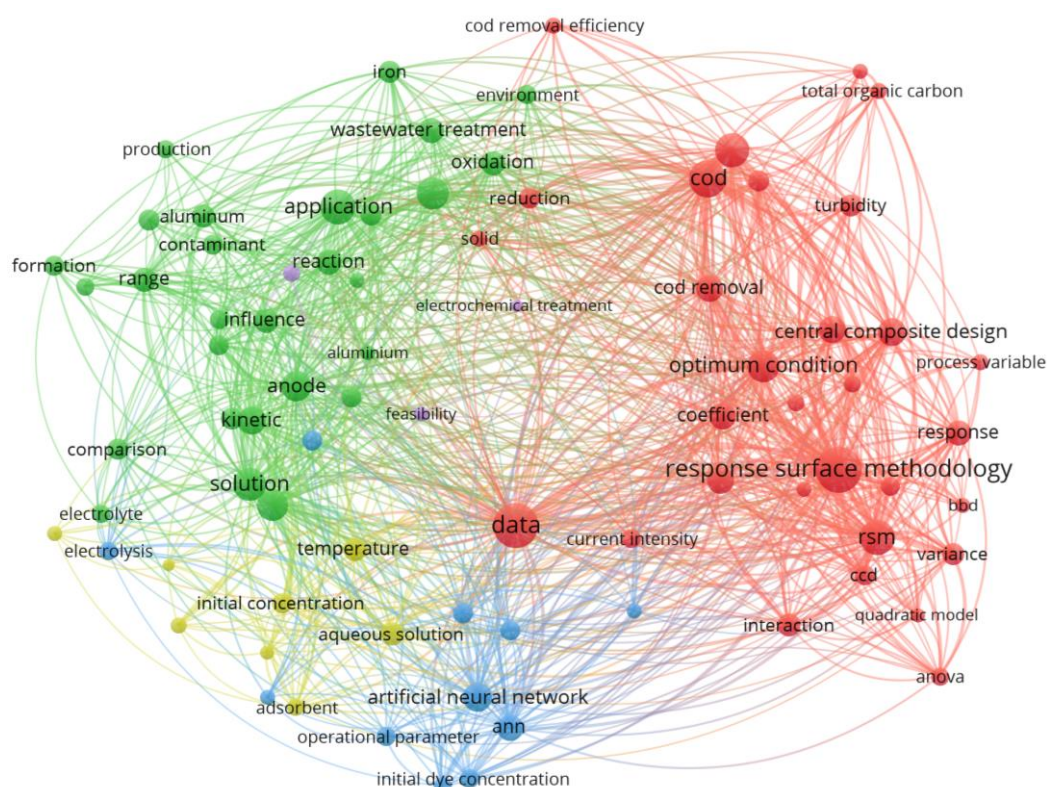 cod removal efficiency
iron
environment
total organic carbon
wastewater treatment
production
oxidation
cod
application
reduction
turbidity
aluminum
solid
contaminant
formation
range
reaction
cod removal
electrochemical treatment
influence
central composite design
aluminium
process variable
optimum condition
anode
feasibility
coefficient
kinetic
response
comparison
response surface methodology
solution
bbd
electrolyte
data
rsm
current intensity
electrolysis
temperature
variance
ccd
initial concentration
quadratic model
aqueous solution
interaction
anova
artificial neural network
adsorbent
ann
operational parameter
initial dye concentration